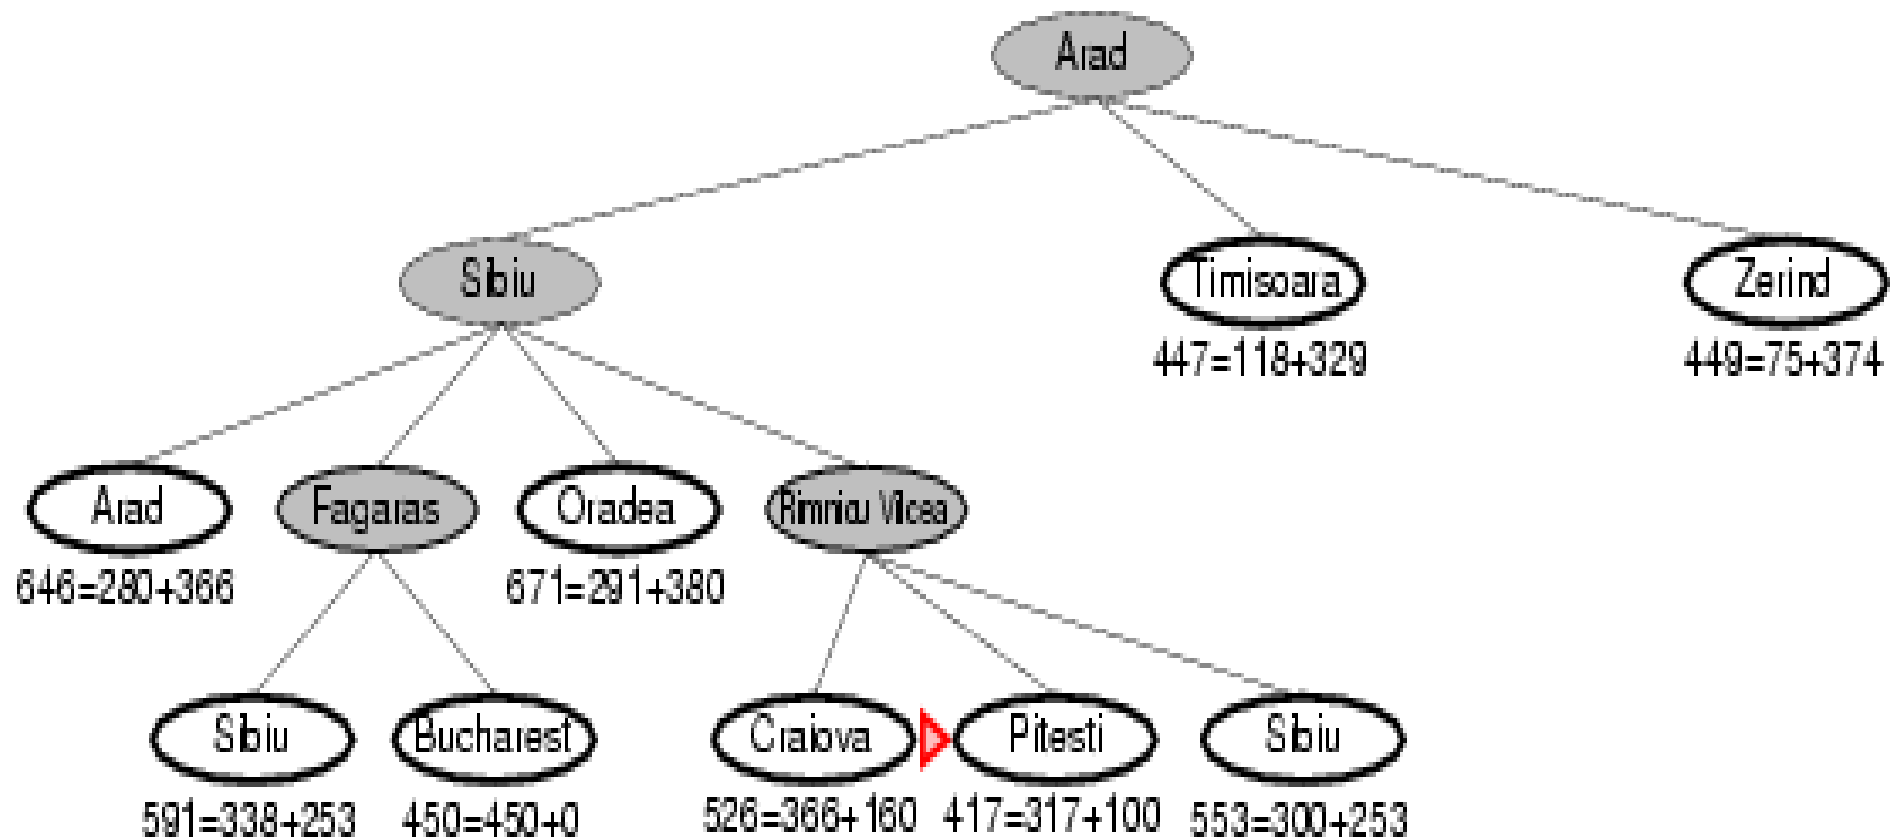 Arad
Sibiu
Timisoara
Zerind
447=118+329
449=75+374
Arad
Fagaras
Oradea
Rimnicu Vilcea
646=280+366
671=291+380
Sibiu
Bucharest
Craiova
Pitesti
Sibiu
591=338+253
450=450+0
526=366+160
417=317+100
553=300+253